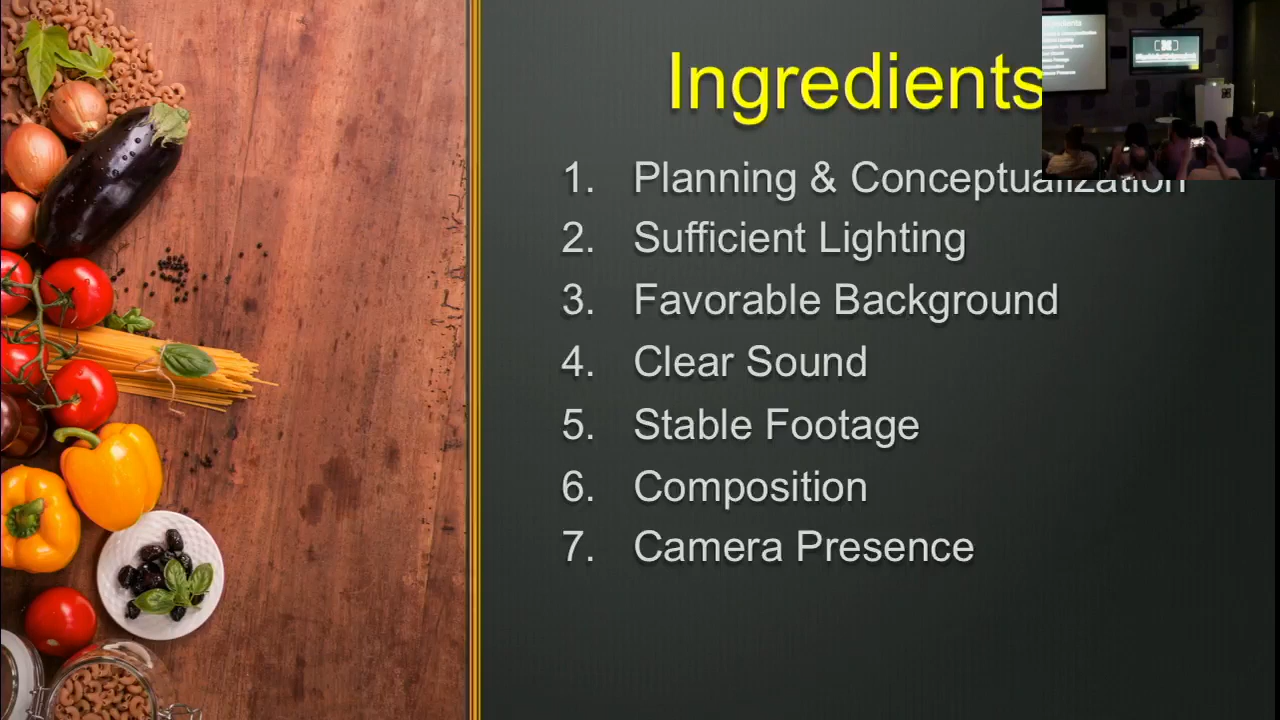 Ingredients
1. Planning & Conceptualization
2. Sufficient Lighting
3. Favorable Background
4. Clear Sound
5. Stable Footage
6. Composition
7. Camera Presence